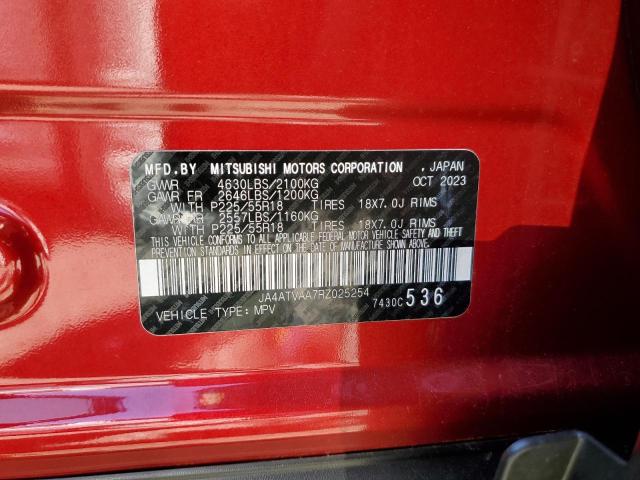 MFD.BY MITSUBISHI MOTORS CORPORATION , JAPAN
GVWR 4630LBS/2100KG OCT 2023
GAWR FR 2646LBS/1200KG
WITH P225/55R18 TIRES 18X7.0J RIMS
GAWR RR 2557LBS/1160KG
WITH P225/55R18 TIRES 18X7.0J RIMS
THIS VEHICLE CONFORMS TO ALL APPLICABLE FEDERAL MOTOR VEHICLE SAFETY AND THEFT
PREVENTION STANDARDS IN EFFECT ON THE DATE OF MANUFACTURE SHOWN ABOVE.
JA4ATVAA7RZ025254 7430C 536
VEHICLE TYPE: MPV